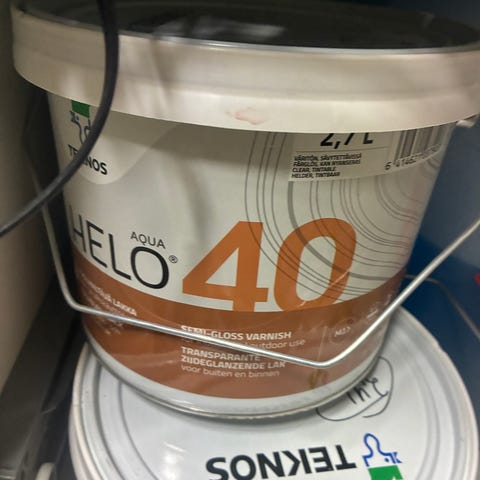 TEKNOS
2,7 L
VÄRITÖN, SÄVYTETTÄVISSÄ
FÄRGLÖS, KAN NYANSERAS
CLEAR, TINTABLE
HELDER, TINTBAAR
AQUA
HELO® 40
LAKKA
SEMI-GLOSS VARNISH
outdoor use
TRANSPARANTE
ZIJDEGLANZENDE LAK
voor buiten en binnen
TEKNOS